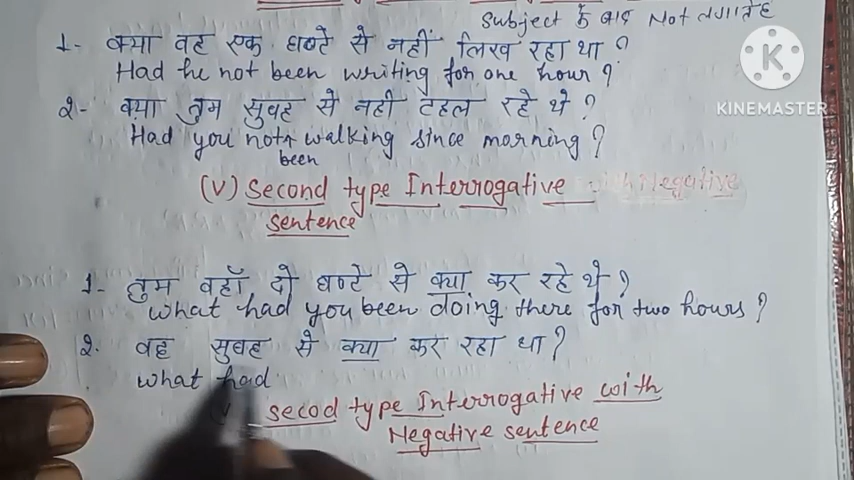 Subject के बाद Not लगाते हैं
1- क्या वह एक घण्टे से नहीं लिख रहा था ?
Had he not been writing for one hour ?
KINEMASTER
2- क्या तुम सुबह से नहीं टहल रहे थे ?
Had you not walking since morning ?
been
(V) Second type Interrogative with Negative
sentence
1- तुम वहाँ दो घण्टे से क्या कर रहे थे ?
what had you been doing there for two hours ?
2. वह सुबह से क्या कर रहा था ?
what had
secod type Interrogative with
Negative sentence